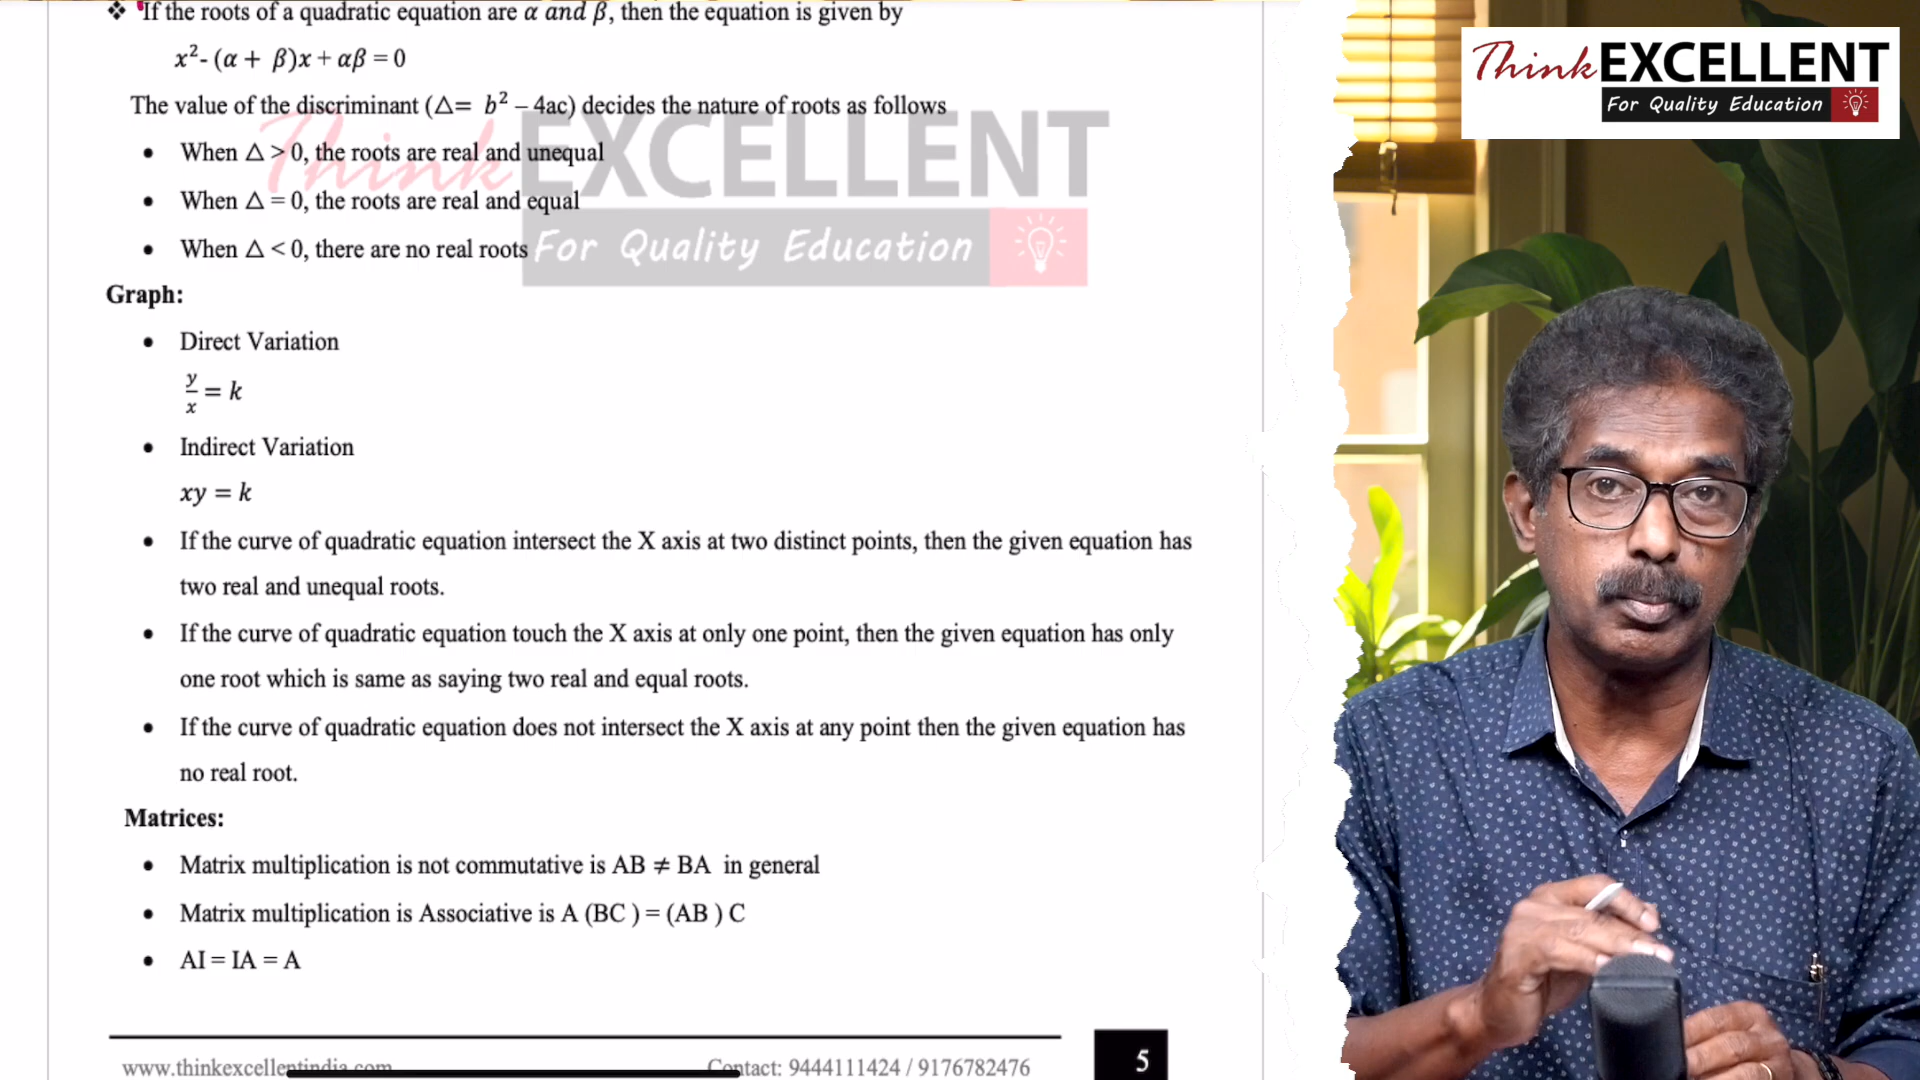 ❖ If the roots of a quadratic equation are α and β, then the equation is given by
x²- (α + β)x + αβ = 0
The value of the discriminant (△= b² – 4ac) decides the nature of roots as follows
• When △ > 0, the roots are real and unequal
• When △ = 0, the roots are real and equal
• When △ < 0, there are no real roots
Think EXCELLENT
For Quality Education
Graph:
• Direct Variation
y/x = k
• Indirect Variation
xy = k
• If the curve of quadratic equation intersect the X axis at two distinct points, then the given equation has
two real and unequal roots.
• If the curve of quadratic equation touch the X axis at only one point, then the given equation has only
one root which is same as saying two real and equal roots.
• If the curve of quadratic equation does not intersect the X axis at any point then the given equation has
no real root.
Matrices:
• Matrix multiplication is not commutative is AB ≠ BA in general
• Matrix multiplication is Associative is A (BC ) = (AB ) C
• AI = IA = A
www.thinkexcellentindia.com
Contact: 9444111424 / 9176782476
5
Think EXCELLENT
For Quality Education